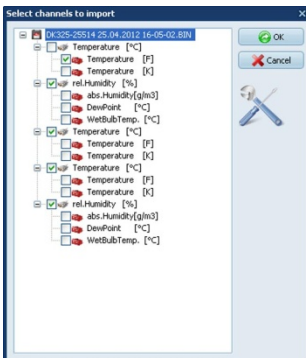 Select channels to import
DK325-25514 25.04.2012 16-05-02.BIN
Temperature [°C]
Temperature [F]
Temperature [K]
rel.Humidity [%]
abs.Humidity[g/m3]
DewPoint [°C]
WetBulbTemp. [°C]
Temperature [°C]
Temperature [F]
Temperature [K]
Temperature [°C]
Temperature [F]
Temperature [K]
rel.Humidity [%]
abs.Humidity[g/m3]
DewPoint [°C]
WetBulbTemp. [°C]
OK
Cancel